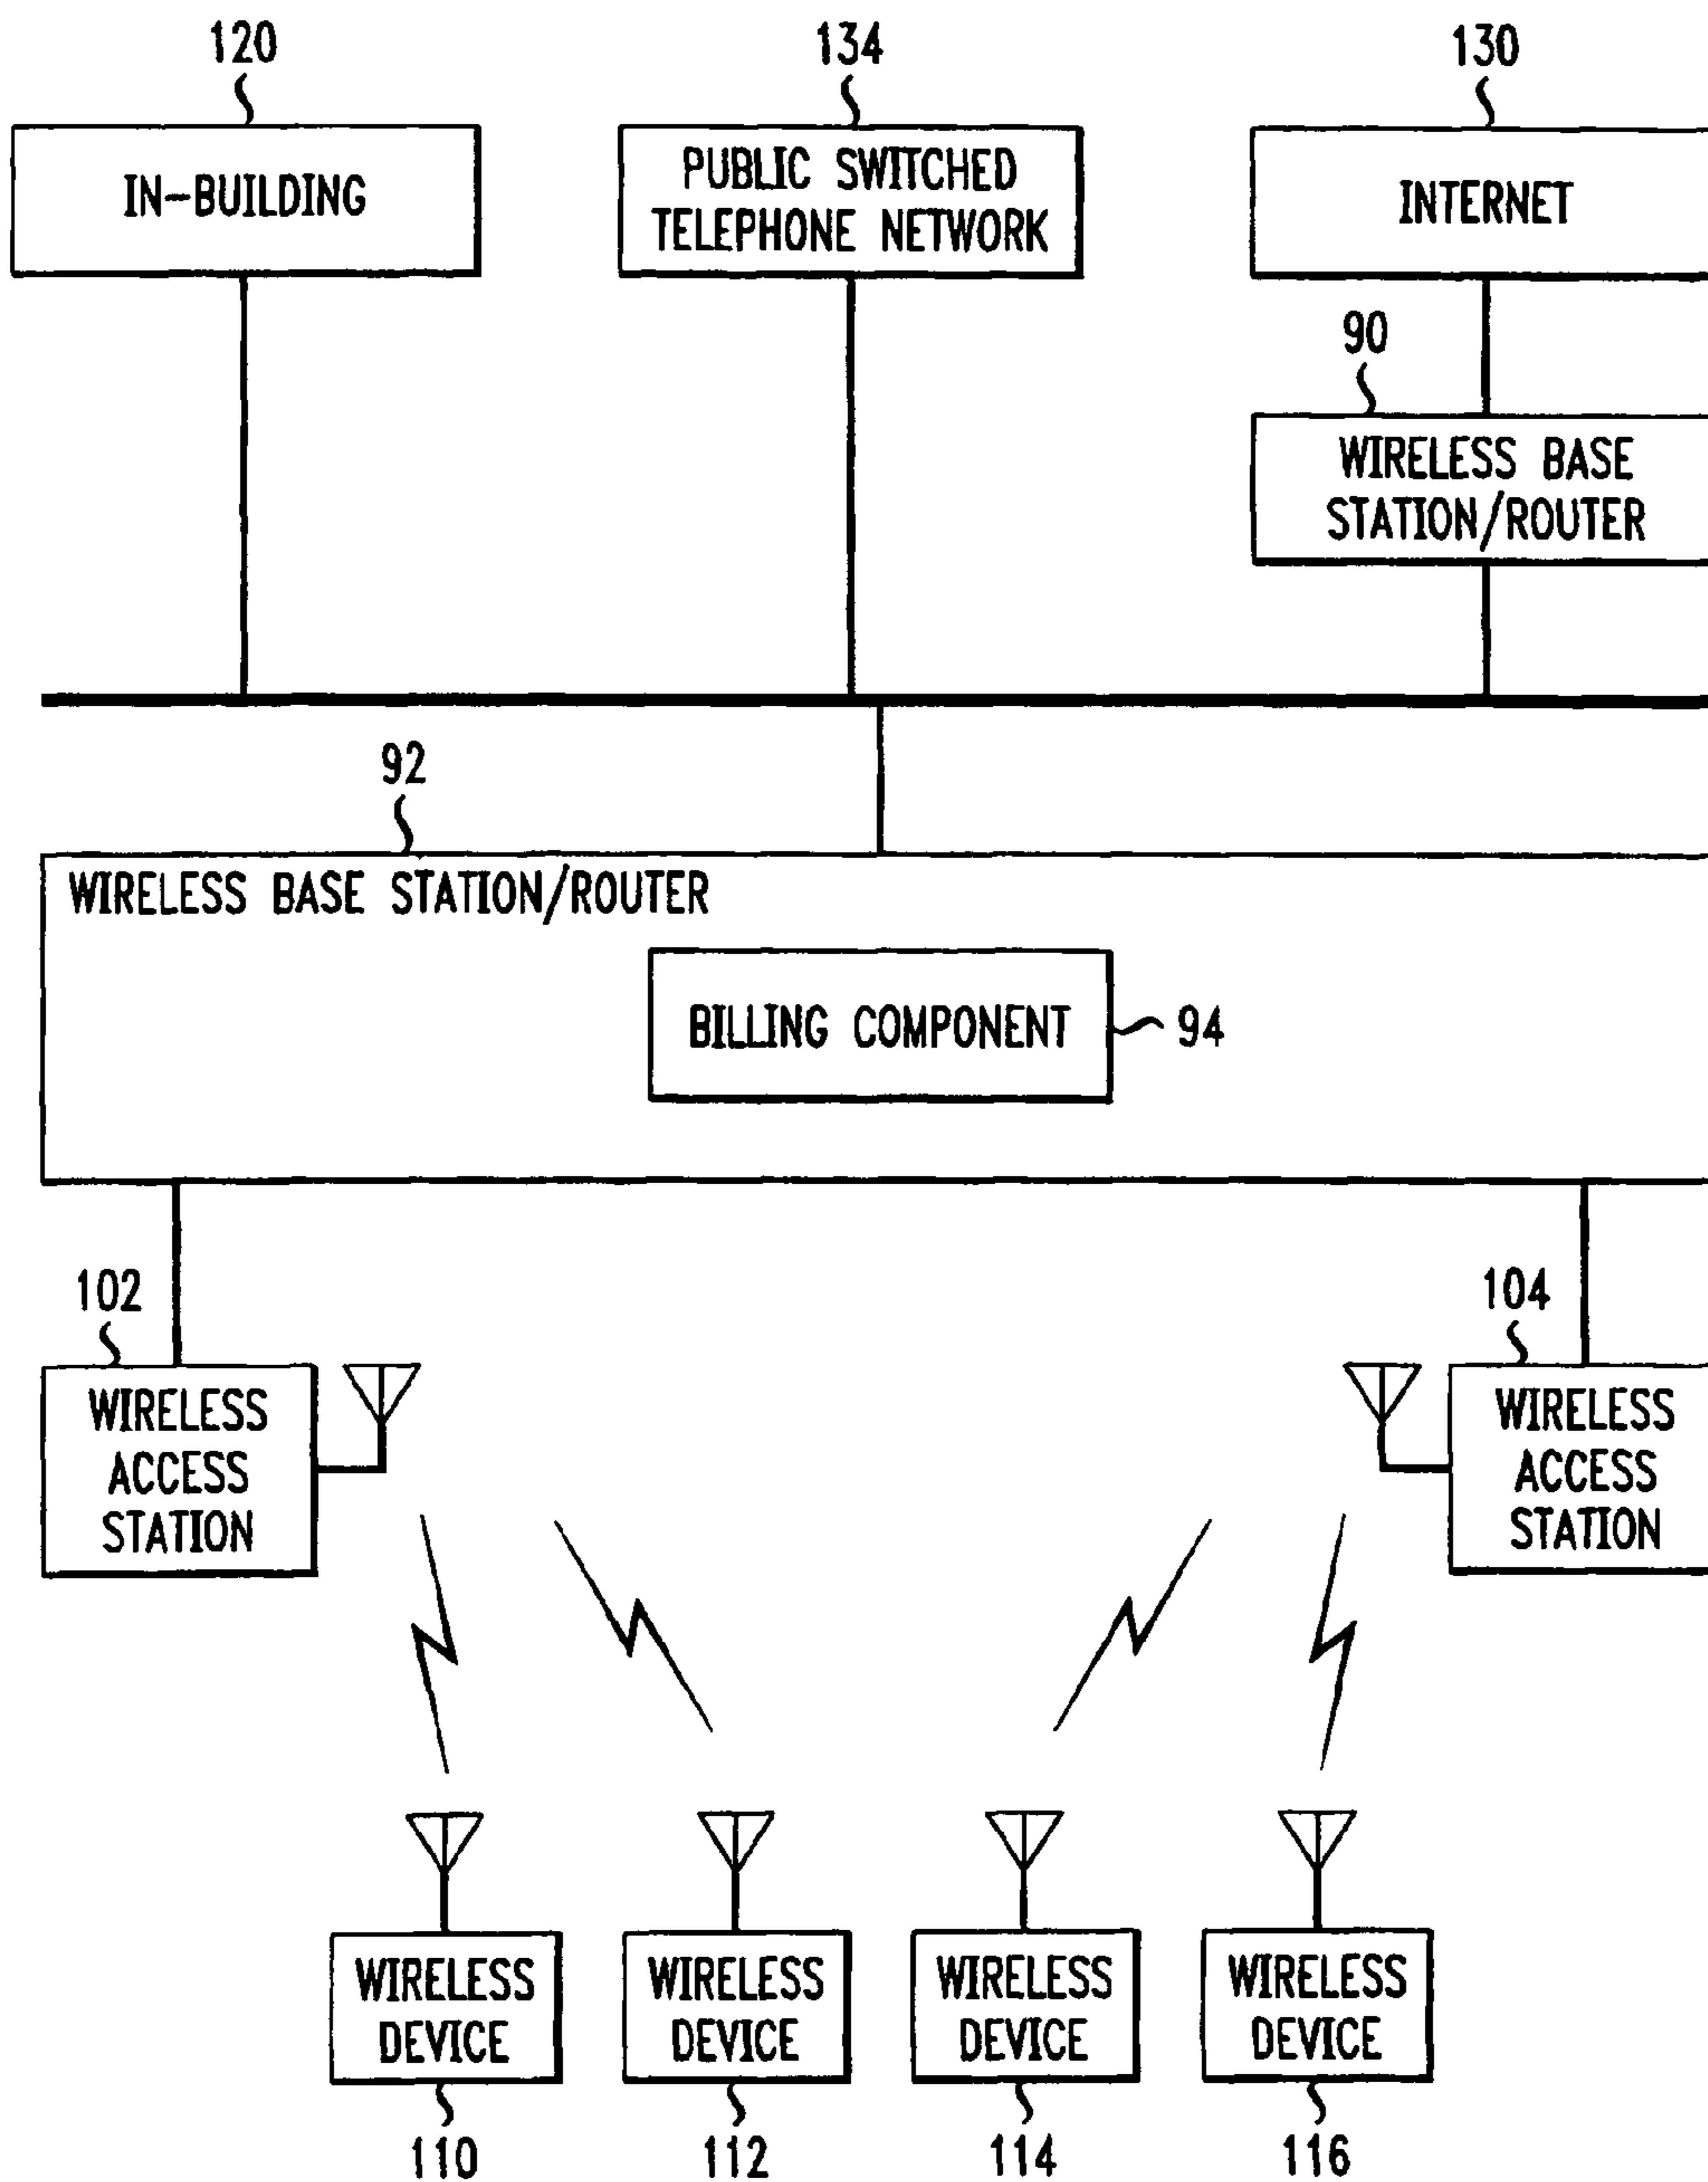 120
134
130
IN-BUILDING
PUBLIC SWITCHED
TELEPHONE NETWORK
INTERNET
90
WIRELESS BASE
STATION/ROUTER
92
WIRELESS BASE STATION/ROUTER
BILLING COMPONENT
94
102
104
WIRELESS
ACCESS
STATION
WIRELESS
ACCESS
STATION
WIRELESS
DEVICE
WIRELESS
DEVICE
WIRELESS
DEVICE
WIRELESS
DEVICE
110
112
114
116